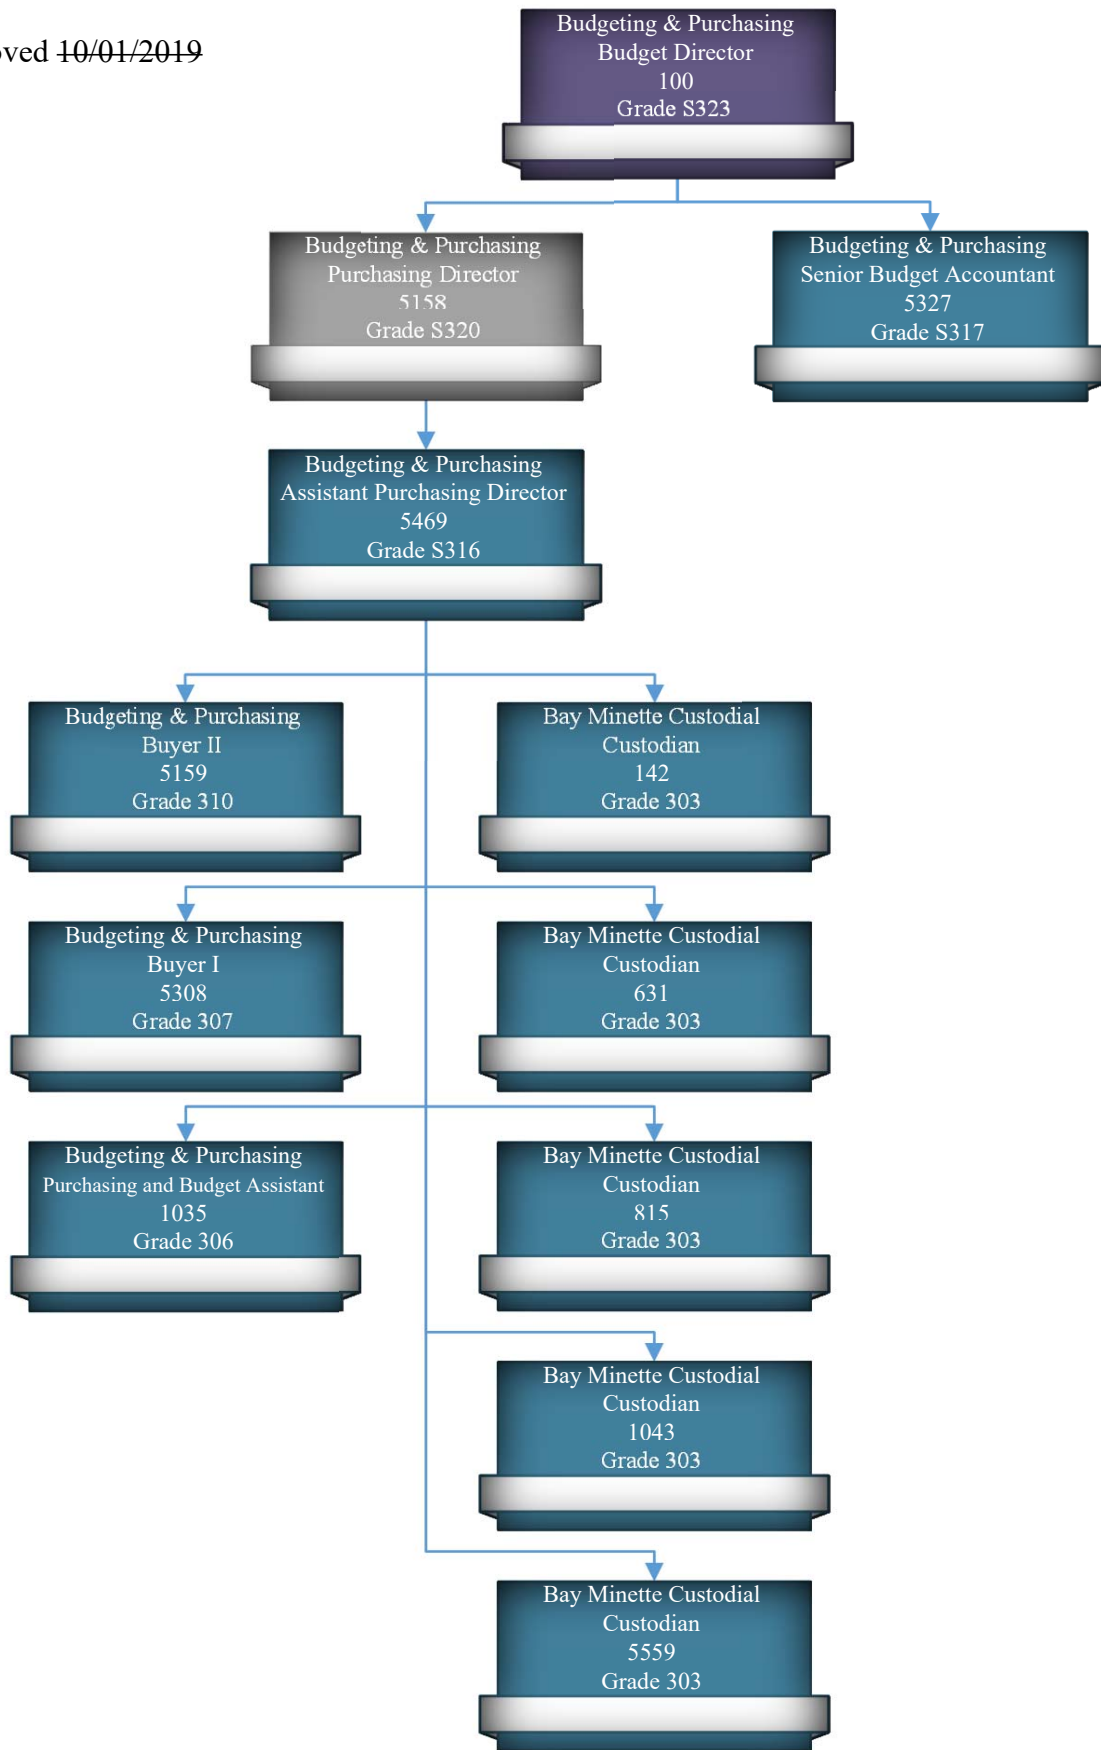 oved 10/01/2019
Budgeting & Purchasing
Budget Director
100
Grade S323
Budgeting & Purchasing
Purchasing Director
5158
Grade S320
Budgeting & Purchasing
Senior Budget Accountant
5327
Grade S317
Budgeting & Purchasing
Assistant Purchasing Director
5469
Grade S316
Budgeting & Purchasing
Buyer II
5159
Grade 310
Bay Minette Custodial
Custodian
142
Grade 303
Budgeting & Purchasing
Buyer I
5308
Grade 307
Bay Minette Custodial
Custodian
631
Grade 303
Budgeting & Purchasing
Purchasing and Budget Assistant
1035
Grade 306
Bay Minette Custodial
Custodian
815
Grade 303
Bay Minette Custodial
Custodian
1043
Grade 303
Bay Minette Custodial
Custodian
5559
Grade 303